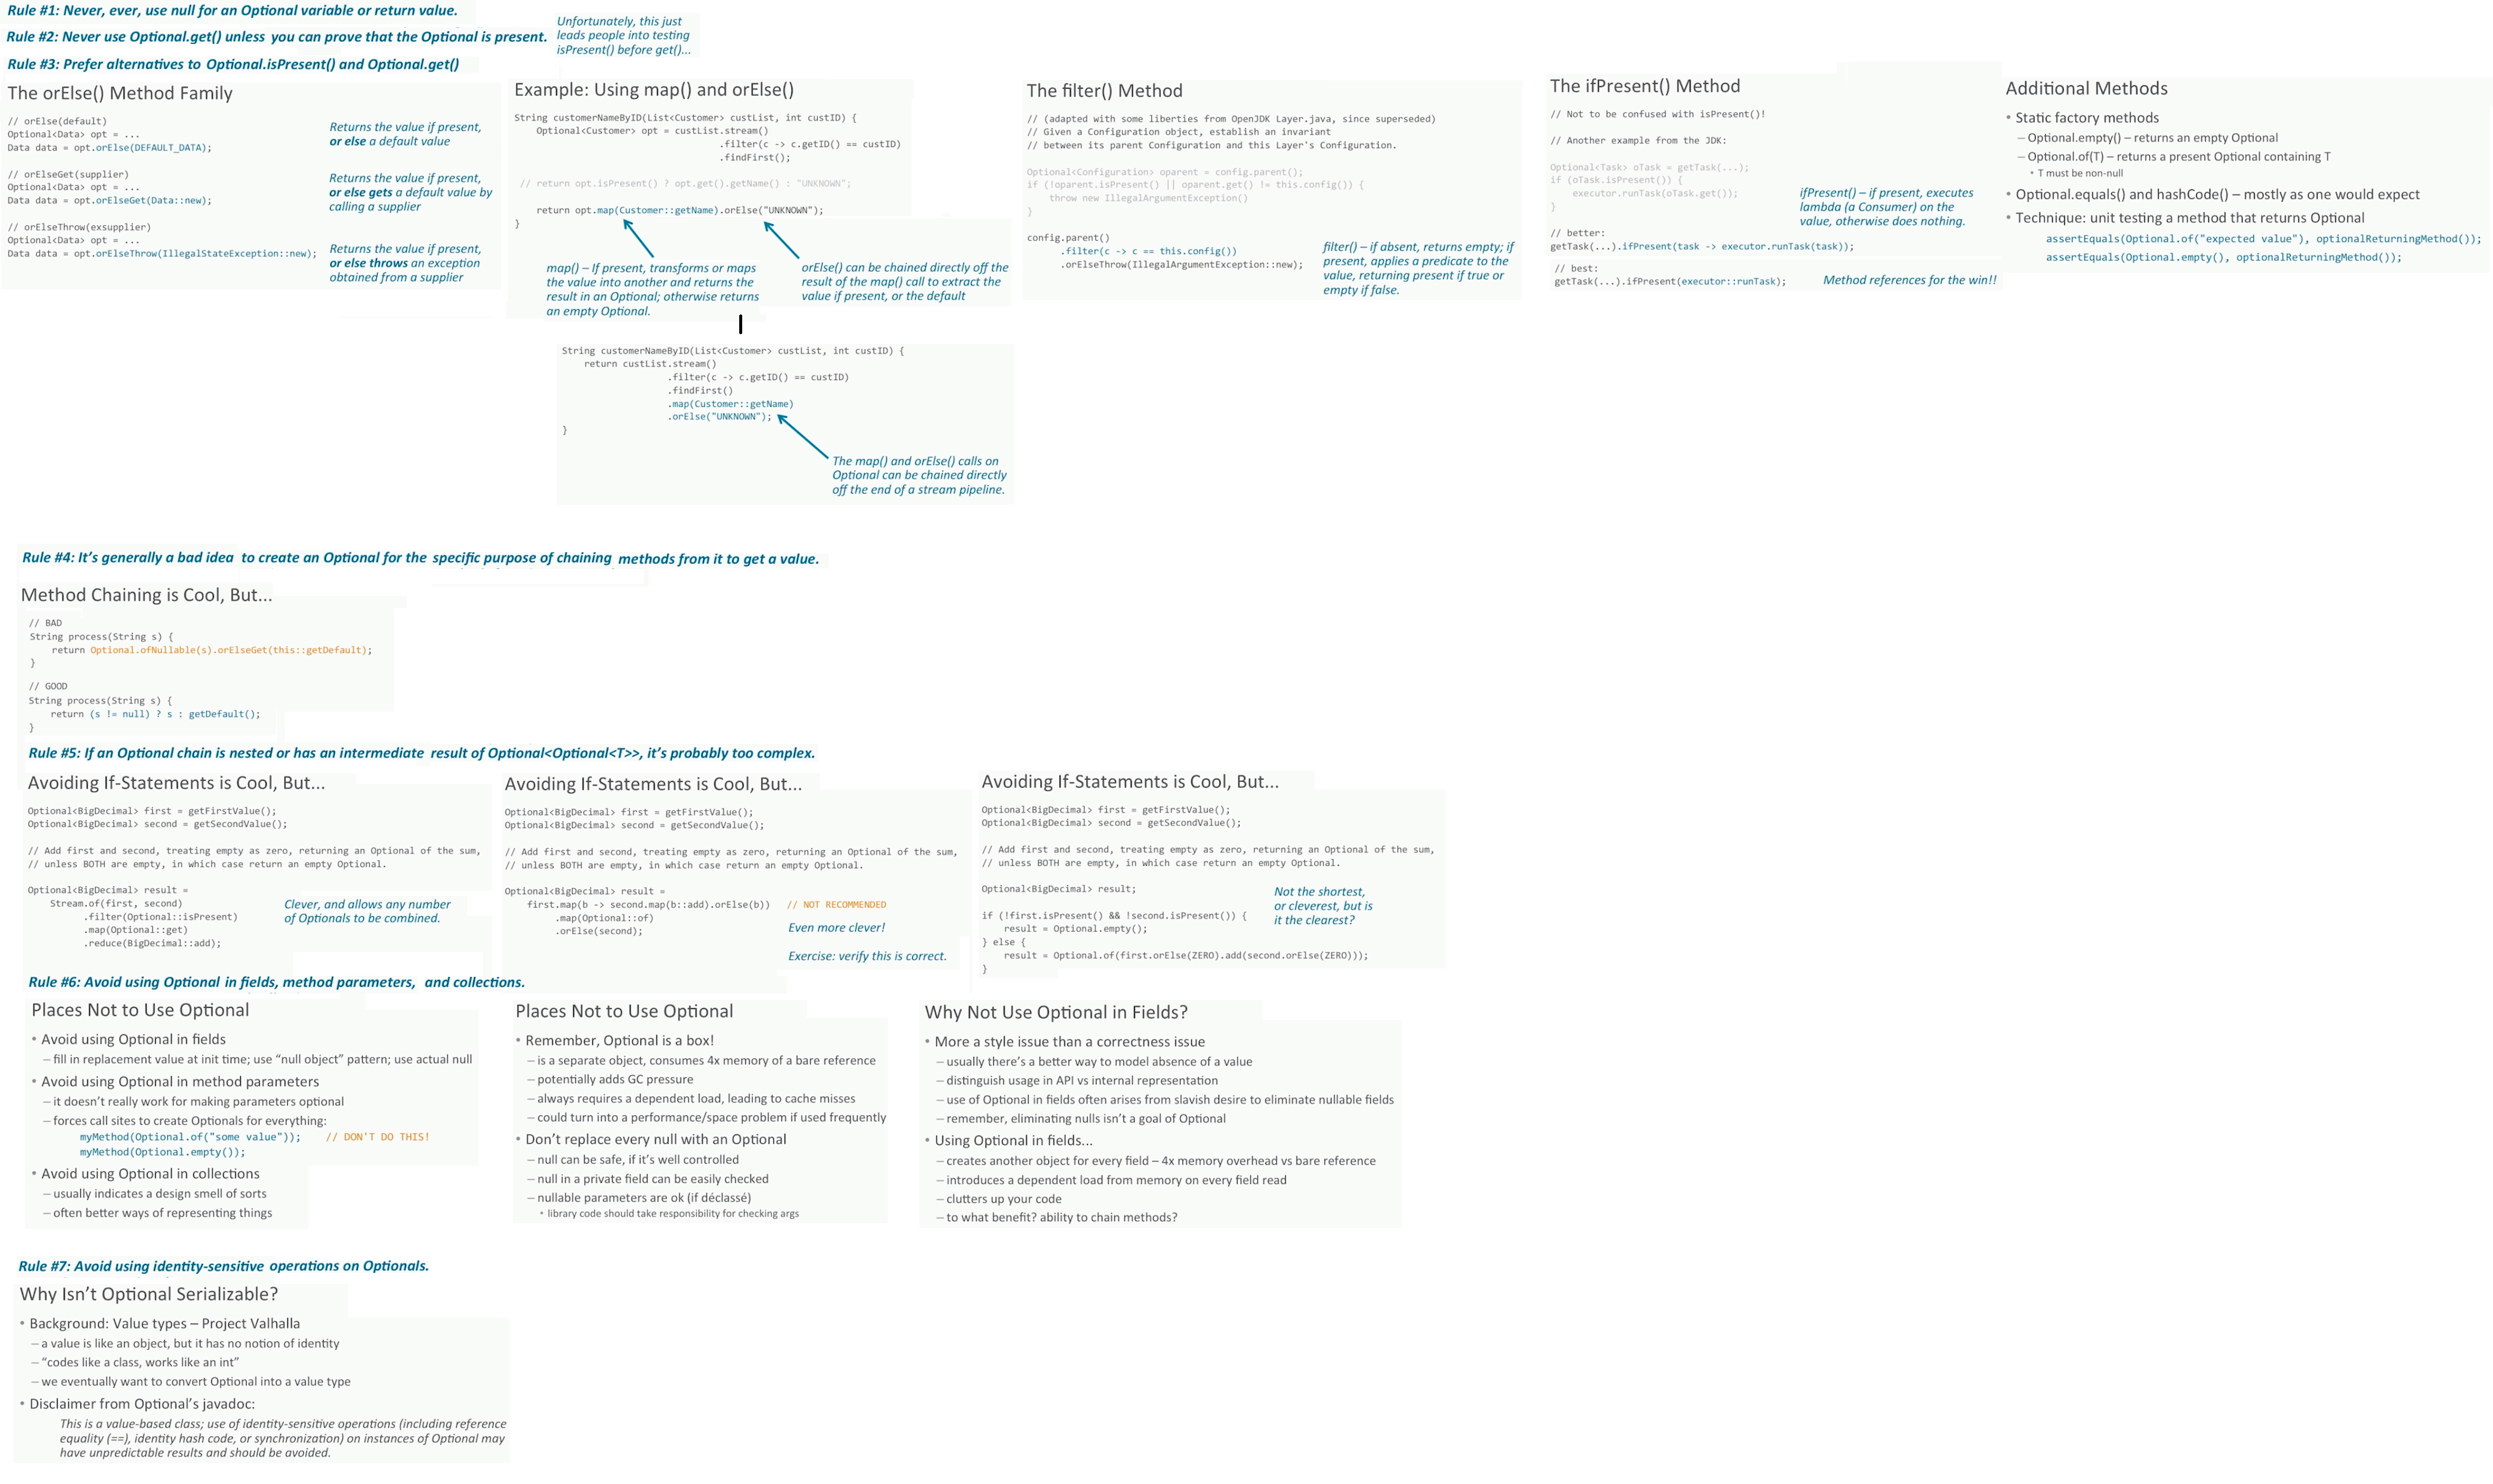 Rule #1: Never, ever, use null for an Optional variable or return value.
Rule #2: Never use Optional.get() unless you can prove that the Optional is present.
Unfortunately, this just
leads people into testing
isPresent() before get()...
Rule #3: Prefer alternatives to Optional.isPresent() and Optional.get()
The orElse() Method Family
// orElse(default)
Optional<Data> opt = ...
Data data = opt.orElse(DEFAULT_DATA);
Returns the value if present,
or else a default value
// orElseGet(supplier)
Optional<Data> opt = ...
Data data = opt.orElseGet(Data::new);
Returns the value if present,
or else gets a default value by
calling a supplier
// orElseThrow(exsupplier)
Optional<Data> opt = ...
Data data = opt.orElseThrow(IllegalStateException::new);
Returns the value if present,
or else throws an exception
obtained from a supplier
Example: Using map() and orElse()
String customerNameByID(List<Customer> custList, int custID) {
Optional<Customer> opt = custList.stream()
.filter(c -> c.getID() == custID)
.findFirst();
// return opt.isPresent() ? opt.get().getName() : "UNKNOWN";
return opt.map(Customer::getName).orElse("UNKNOWN");
}
map() – If present, transforms or maps
the value into another and returns the
result in an Optional; otherwise returns
an empty Optional.
orElse() can be chained directly off the
result of the map() call to extract the
value if present, or the default
String customerNameByID(List<Customer> custList, int custID) {
return custList.stream()
.filter(c -> c.getID() == custID)
.findFirst()
.map(Customer::getName)
.orElse("UNKNOWN");
}
The map() and orElse() calls on
Optional can be chained directly
off the end of a stream pipeline.
The filter() Method
// (adapted with some liberties from OpenJDK Layer.java, since superseded)
// Given a Configuration object, establish an invariant
// between its parent Configuration and this Layer's Configuration.
Optional<Configuration> oparent = config.parent();
if (!oparent.isPresent() || oparent.get() != this.config()) {
throw new IllegalArgumentException()
}
config.parent()
.filter(c -> c == this.config())
.orElseThrow(IllegalArgumentException::new);
filter() – if absent, returns empty; if
present, applies a predicate to the
value, returning present if true or
empty if false.
The ifPresent() Method
// Not to be confused with isPresent()!
// Another example from the JDK:
Optional<Task> oTask = getTask(...);
if (oTask.isPresent()) {
executor.runTask(oTask.get());
}
ifPresent() – if present, executes
lambda (a Consumer) on the
value, otherwise does nothing.
// better:
getTask(...).ifPresent(task -> executor.runTask(task));
// best:
getTask(...).ifPresent(executor::runTask);
Method references for the win!!
Additional Methods
• Static factory methods
– Optional.empty() – returns an empty Optional
– Optional.of(T) – returns a present Optional containing T
• T must be non-null
• Optional.equals() and hashCode() – mostly as one would expect
• Technique: unit testing a method that returns Optional
assertEquals(Optional.of("expected value"), optionalReturningMethod());
assertEquals(Optional.empty(), optionalReturningMethod());
Rule #4: It's generally a bad idea to create an Optional for the specific purpose of chaining methods from it to get a value.
Method Chaining is Cool, But...
// BAD
String process(String s) {
return Optional.ofNullable(s).orElseGet(this::getDefault);
}
// GOOD
String process(String s) {
return (s != null) ? s : getDefault();
}
Rule #5: If an Optional chain is nested or has an intermediate result of Optional<Optional<T>>, it's probably too complex.
Avoiding If-Statements is Cool, But...
Optional<BigDecimal> first = getFirstValue();
Optional<BigDecimal> second = getSecondValue();
// Add first and second, treating empty as zero, returning an Optional of the sum,
// unless BOTH are empty, in which case return an empty Optional.
Optional<BigDecimal> result =
Stream.of(first, second)
.filter(Optional::isPresent)
.map(Optional::get)
.reduce(BigDecimal::add);
Clever, and allows any number
of Optionals to be combined.
Avoiding If-Statements is Cool, But...
Optional<BigDecimal> first = getFirstValue();
Optional<BigDecimal> second = getSecondValue();
// Add first and second, treating empty as zero, returning an Optional of the sum,
// unless BOTH are empty, in which case return an empty Optional.
Optional<BigDecimal> result =
first.map(b -> second.map(b::add).orElse(b)) // NOT RECOMMENDED
.map(Optional::of)
.orElse(second);
Even more clever!
Exercise: verify this is correct.
Avoiding If-Statements is Cool, But...
Optional<BigDecimal> first = getFirstValue();
Optional<BigDecimal> second = getSecondValue();
// Add first and second, treating empty as zero, returning an Optional of the sum,
// unless BOTH are empty, in which case return an empty Optional.
Optional<BigDecimal> result;
if (!first.isPresent() && !second.isPresent()) {
result = Optional.empty();
} else {
result = Optional.of(first.orElse(ZERO).add(second.orElse(ZERO)));
}
Not the shortest,
or cleverest, but is
it the clearest?
Rule #6: Avoid using Optional in fields, method parameters, and collections.
Places Not to Use Optional
• Avoid using Optional in fields
– fill in replacement value at init time; use “null object” pattern; use actual null
• Avoid using Optional in method parameters
– it doesn't really work for making parameters optional
– forces call sites to create Optionals for everything:
myMethod(Optional.of("some value")); // DON'T DO THIS!
myMethod(Optional.empty());
• Avoid using Optional in collections
– usually indicates a design smell of sorts
– often better ways of representing things
Places Not to Use Optional
• Remember, Optional is a box!
– is a separate object, consumes 4x memory of a bare reference
– potentially adds GC pressure
– always requires a dependent load, leading to cache misses
– could turn into a performance/space problem if used frequently
• Don't replace every null with an Optional
– null can be safe, if it's well controlled
– null in a private field can be easily checked
– nullable parameters are ok (if déclassé)
• library code should take responsibility for checking args
Why Not Use Optional in Fields?
• More a style issue than a correctness issue
– usually there's a better way to model absence of a value
– distinguish usage in API vs internal representation
– use of Optional in fields often arises from slavish desire to eliminate nullable fields
– remember, eliminating nulls isn't a goal of Optional
• Using Optional in fields...
– creates another object for every field – 4x memory overhead vs bare reference
– introduces a dependent load from memory on every field read
– clutters up your code
– to what benefit? ability to chain methods?
Rule #7: Avoid using identity-sensitive operations on Optionals.
Why Isn't Optional Serializable?
• Background: Value types – Project Valhalla
– a value is like an object, but it has no notion of identity
– “codes like a class, works like an int”
– we eventually want to convert Optional into a value type
• Disclaimer from Optional's javadoc:
This is a value-based class; use of identity-sensitive operations (including reference
equality (==), identity hash code, or synchronization) on instances of Optional may
have unpredictable results and should be avoided.